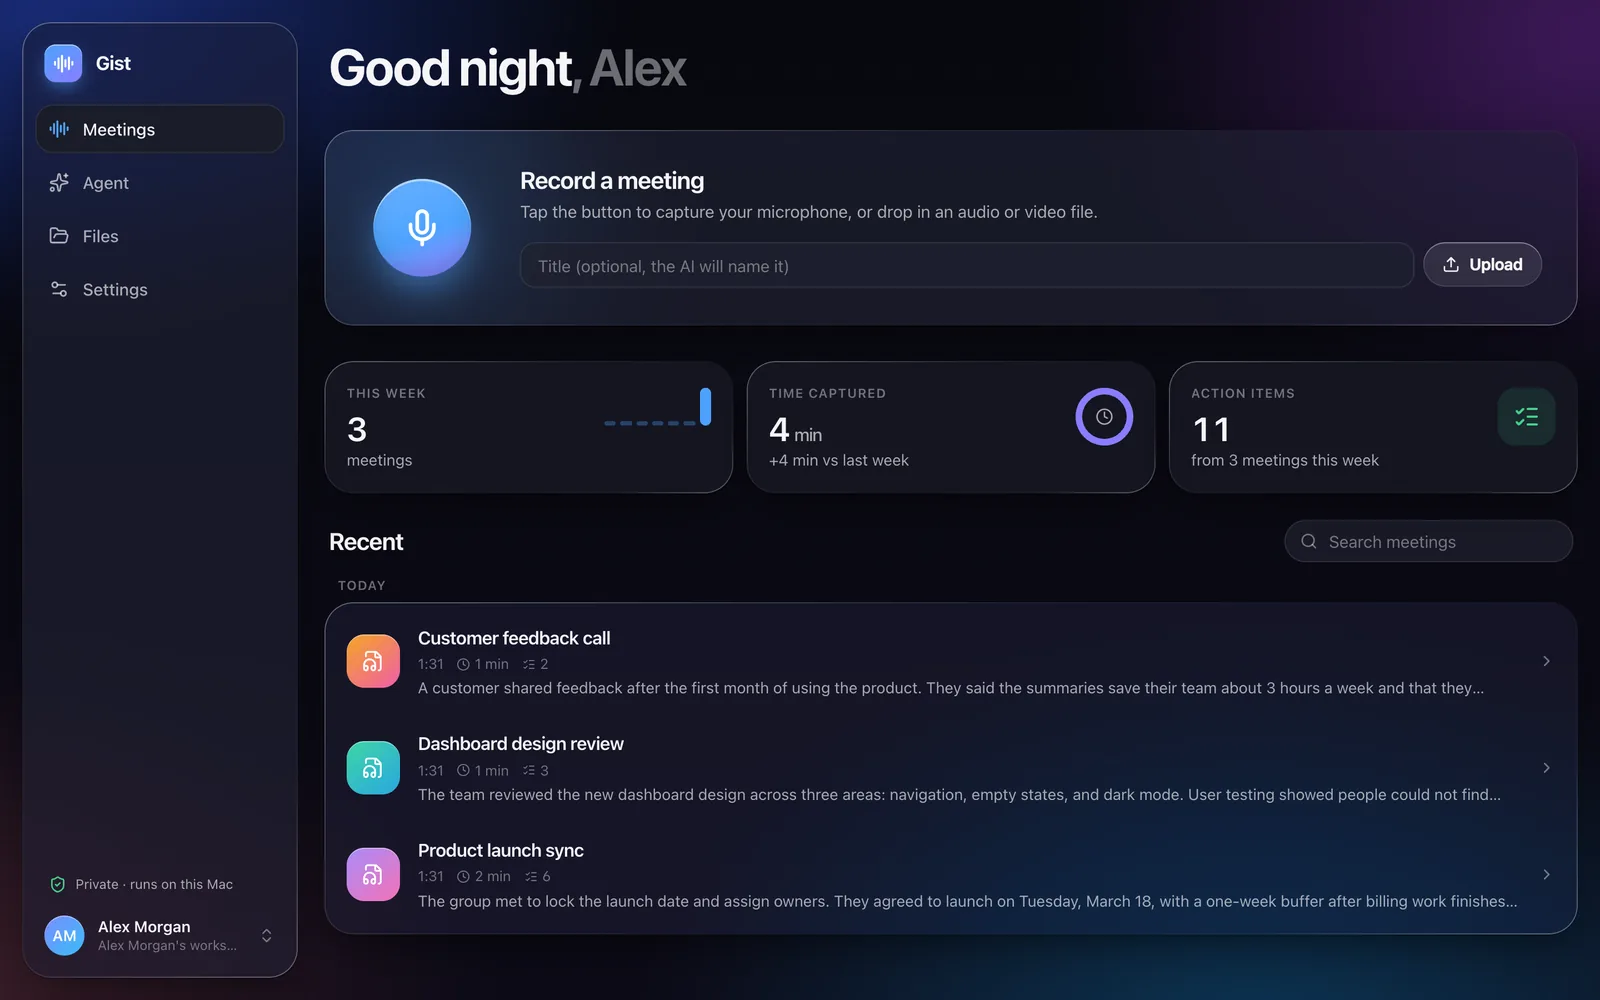 Gist
Meetings
Agent
Files
Settings
Private · runs on this Mac
AM
Alex Morgan
Alex Morgan's works...
Good night, Alex
Record a meeting
Tap the button to capture your microphone, or drop in an audio or video file.
Title (optional, the AI will name it)
Upload
THIS WEEK
3
meetings
TIME CAPTURED
4 min
+4 min vs last week
ACTION ITEMS
11
from 3 meetings this week
Recent
Search meetings
TODAY
Customer feedback call
1:31 1 min 2
A customer shared feedback after the first month of using the product. They said the summaries save their team about 3 hours a week and that they...
Dashboard design review
1:31 1 min 3
The team reviewed the new dashboard design across three areas: navigation, empty states, and dark mode. User testing showed people could not find...
Product launch sync
1:31 2 min 6
The group met to lock the launch date and assign owners. They agreed to launch on Tuesday, March 18, with a one-week buffer after billing work finishes...